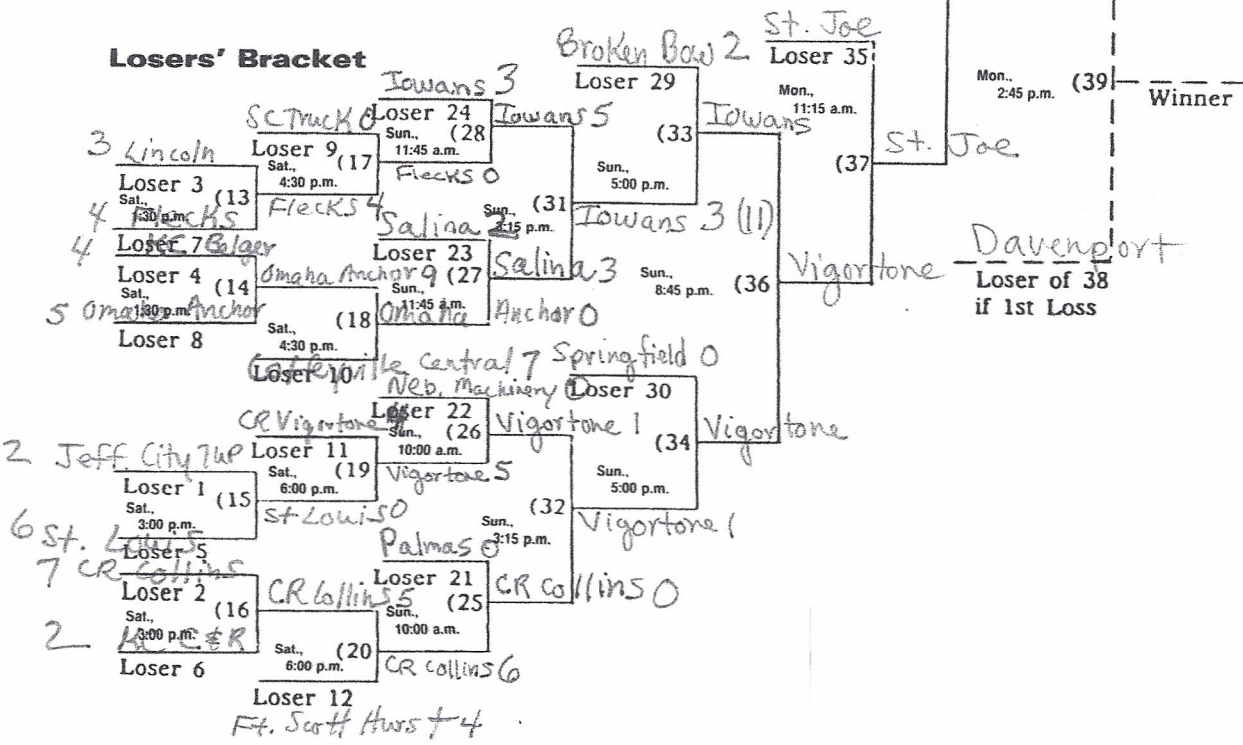 St. Joe
Broken Bow 2
Losers' Bracket
Loser 35
Loser 29
Iowans 3
Mon., 11:15 a.m.
Mon., 2:45 p.m. (39
Winner
SC Truck 0
Loser 24
Iowans 5
(33
Iowans
Sun., 11:45 a.m. (28
3 Lincoln
Loser 9
Sat., 4:30 p.m. (17
Flecks 0
Sun., 5:00 p.m.
(37
St. Joe
Loser 3
Sat., 1:30 p.m. (13
Flecks 4
4 Flecks
Sun., 3:15 p.m. (31
Iowans 3 (11)
Salina 2
Loser 7
4 Bolger
Loser 23
Davenport
Loser 4
Sat., 1:30 p.m. (14
Omaha Anchor 9
Sun., 11:45 a.m. (27
Salina 3
Sun., 8:45 p.m. (36
Vigortone
Loser of 38
if 1st Loss
5 Omaha Anchor
Loser 8
Sat., 4:30 p.m. (18
Omaha Anchor 0
Loser 10
Central 7
Springfield 0
Neb. Machinery 0
Loser 30
CR Vigortone
Loser 22
Sun., 10:00 a.m. (26
Vigortone 1
(34
Vigortone
2 Jeff City 7up
Loser 11
Sat., 6:00 p.m. (19
Vigortone 5
Sun., 5:00 p.m.
Loser 1
Sat., 3:00 p.m. (15
St Louis 0
6 St. Louis
Loser 5
Sun., 3:15 p.m. (32
Vigortone 1
Palmas 0
7 CR Collins
Loser 2
Sat., 3:00 p.m. (16
CR Collins 5
Loser 21
Sun., 10:00 a.m. (25
CR Collins 0
2 KC C&R
Loser 6
Sat., 6:00 p.m. (20
CR Collins 6
Loser 12
Ft. Scott Hurst 4